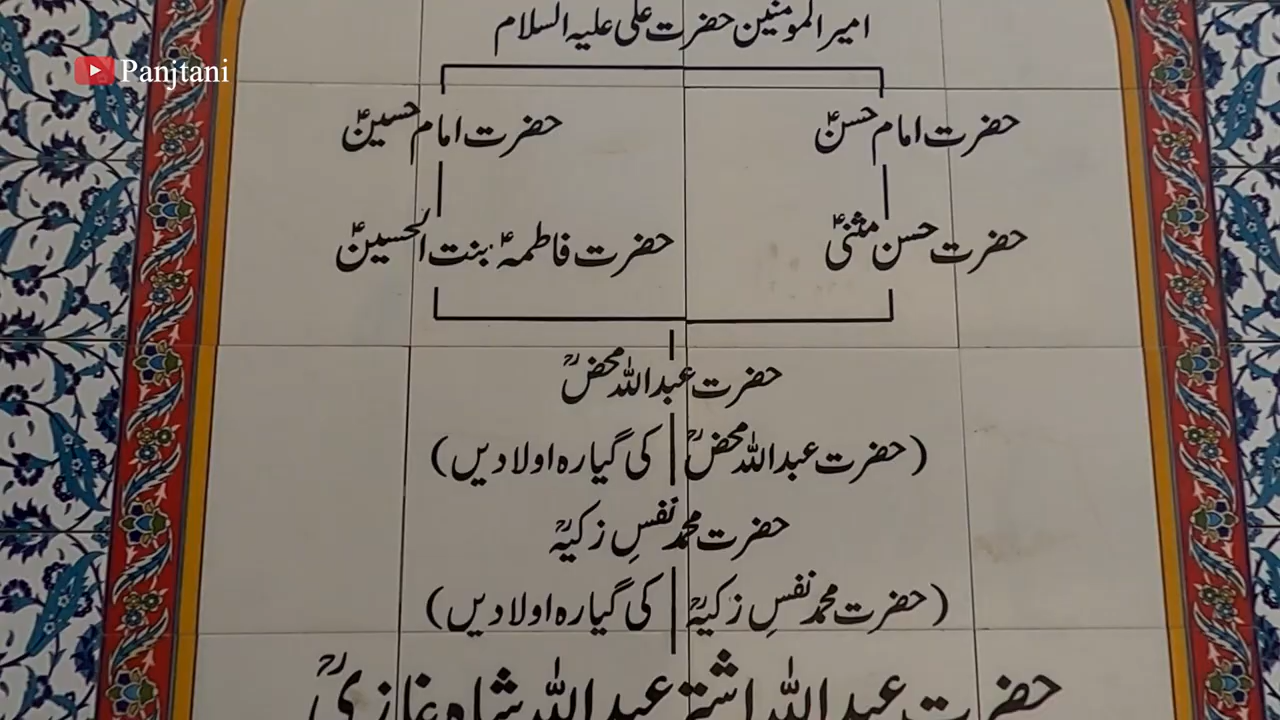 امیر المومنین حضرت علی علیہ السلام
Panjtani
حضرت امام حسنؑ حضرت امام حسینؑ
حضرت حسن مثنیٰؑ حضرت فاطمہؑ بنت الحسینؑ
حضرت عبداللہ محضؒ
(حضرت عبداللہ محضؒ کی گیارہ اولادیں)
حضرت محمد نفسِ زکیہؒ
(حضرت محمد نفسِ زکیہؒ کی گیارہ اولادیں)
حضرت عبداللہ اشتر عبداللہ شاہ غازیؒ